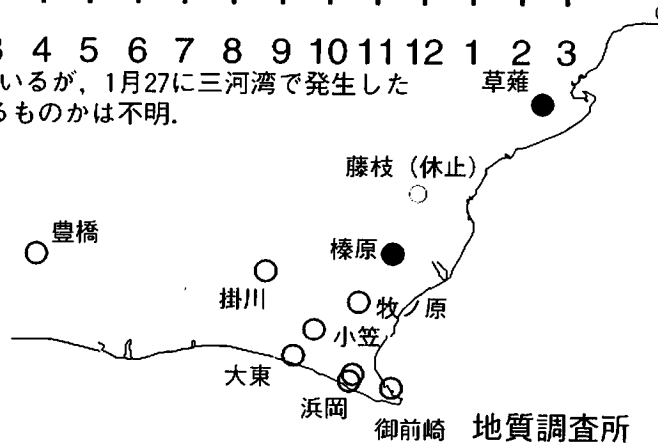 3 4 5 6 7 8 9 10 11 12 1 2 3
いるが，1月27に三河湾で発生した
るものかは不明.
草薙
藤枝（休止）
豊橋
榛原
掛川
牧ノ原
小笠
大東
浜岡
御前崎
地質調査所